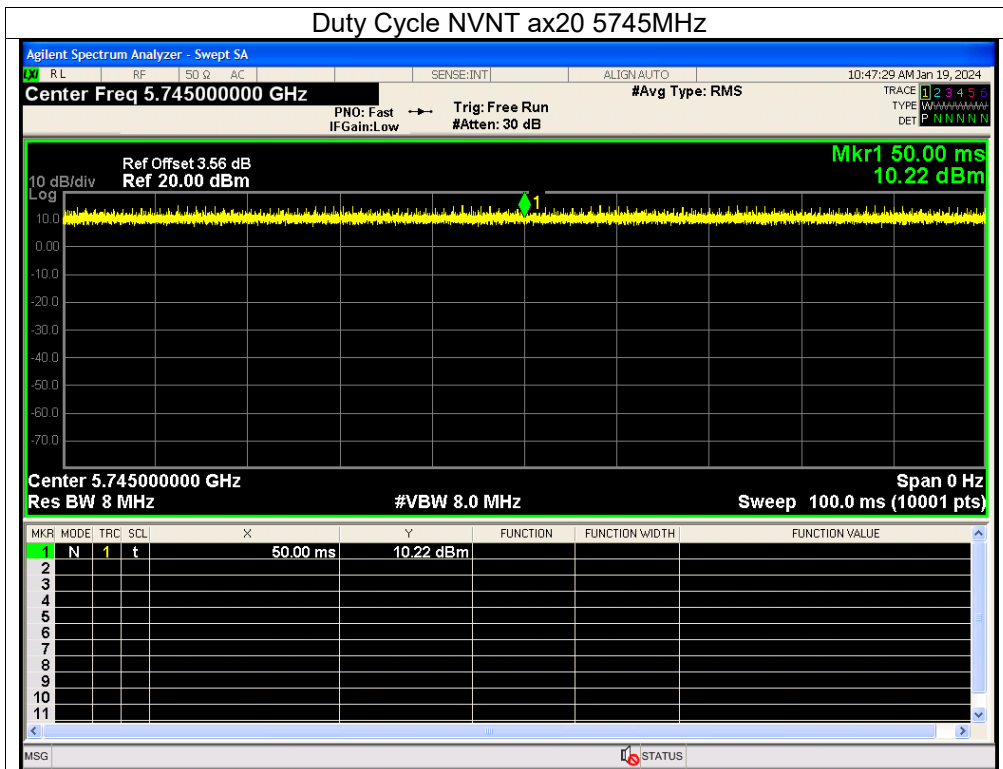 Duty Cycle NVNT ax20 5745MHz
Agilent Spectrum Analyzer - Swept SA
LXI RL RF 50 Ω AC SENSE:INT ALIGN AUTO 10:47:29 AM Jan 19, 2024
Center Freq 5.745000000 GHz #Avg Type: RMS TRACE 1 2 3 4 5 6
PNO: Fast Trig: Free Run TYPE WWWWWW
IFGain:Low #Atten: 30 dB DET P N N N N N
Mkr1 50.00 ms
Ref Offset 3.56 dB
10 dB/div Ref 20.00 dBm 10.22 dBm
Log
1
10.0
0.00
-10.0
-20.0
-30.0
-40.0
-50.0
-60.0
-70.0
Center 5.745000000 GHz Span 0 Hz
Res BW 8 MHz #VBW 8.0 MHz Sweep 100.0 ms (10001 pts)
MKR MODE TRC SCL X Y FUNCTION FUNCTION WIDTH FUNCTION VALUE
1 N 1 t 50.00 ms 10.22 dBm
2
3
4
5
6
7
8
9
10
11
MSG STATUS